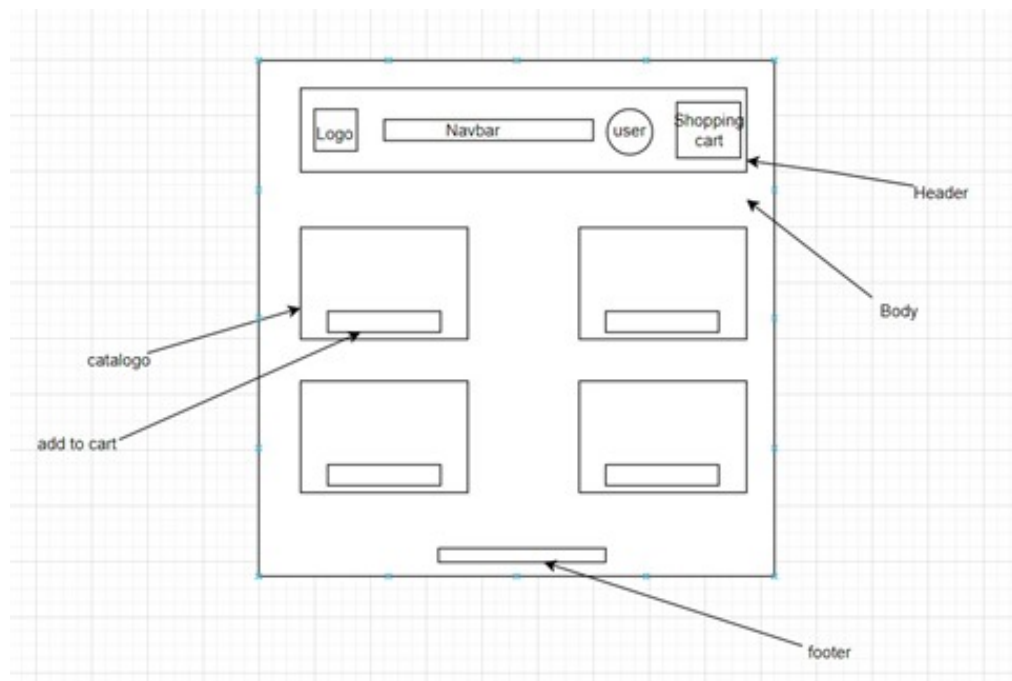 Logo
Navbar
user
Shopping
cart
Header
Body
catalogo
add to cart
footer